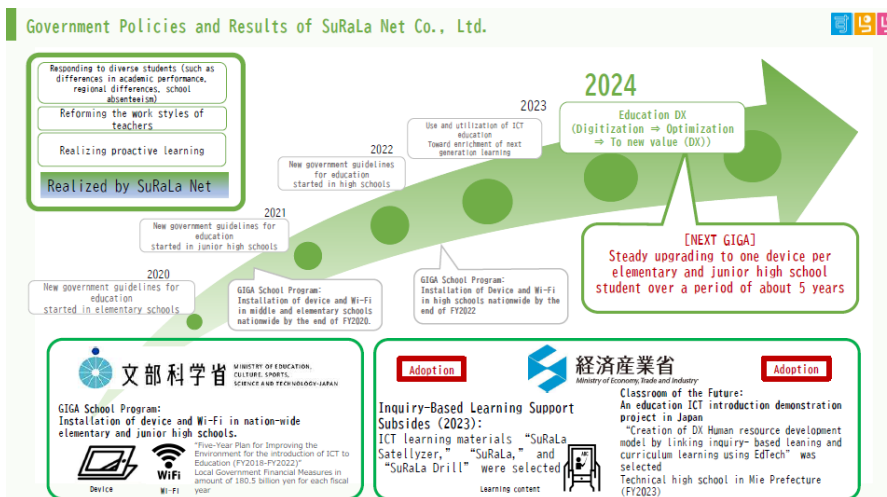 Government Policies and Results of SuRaLa Net Co., Ltd.
すらら
Responding to diverse students (such as
differences in academic performance,
regional differences, school
absenteeism)
Reforming the work styles of
teachers
Realizing proactive learning
Realized by SuRaLa Net
2020
New government guidelines for
education
started in elementary schools
2021
New government guidelines for
education
started in junior high schools
2022
New government guidelines
for education
started in high schools
2023
Use and utilization of ICT
education
Toward enrichment of next
generation learning
2024
Education DX
(Digitization ⇒ Optimization
⇒ To new value (DX))
GIGA School Program:
Installation of device and Wi-Fi
in middle and elementary schools
nationwide by the end of FY2020.
GIGA School Program:
Installation of Device and Wi-Fi
in high schools nationwide by the
end of FY2022
[NEXT GIGA]
Steady upgrading to one device per
elementary and junior high school
student over a period of about 5 years
文部科学省
MINISTRY OF EDUCATION,
CULTURE, SPORTS,
SCIENCE AND TECHNOLOGY-JAPAN
GIGA School Program:
Installation of device and Wi-Fi in nation-wide
elementary and junior high schools.
Device
WiFi
Wi-Fi
"Five-Year Plan for Improving the
Environment for the introduction of ICT to
Education (FY2018-FY2022)"
Local Government Financial Measures in
amount of 180.5 billion yen for each fiscal
year
Adoption
経済産業省
Ministry of Economy, Trade and Industry
Adoption
Inquiry-Based Learning Support
Subsides (2023):
ICT learning materials "SuRaLa
Satellyzer," "SuRaLa," and
"SuRaLa Drill" were selected
ABC
Learning content
Classroom of the Future:
An education ICT introduction demonstration
project in Japan
"Creation of DX Human resource development
model by linking inquiry- based leaning and
curriculum learning using EdTech" was
selected
Technical high school in Mie Prefecture
(FY2023)